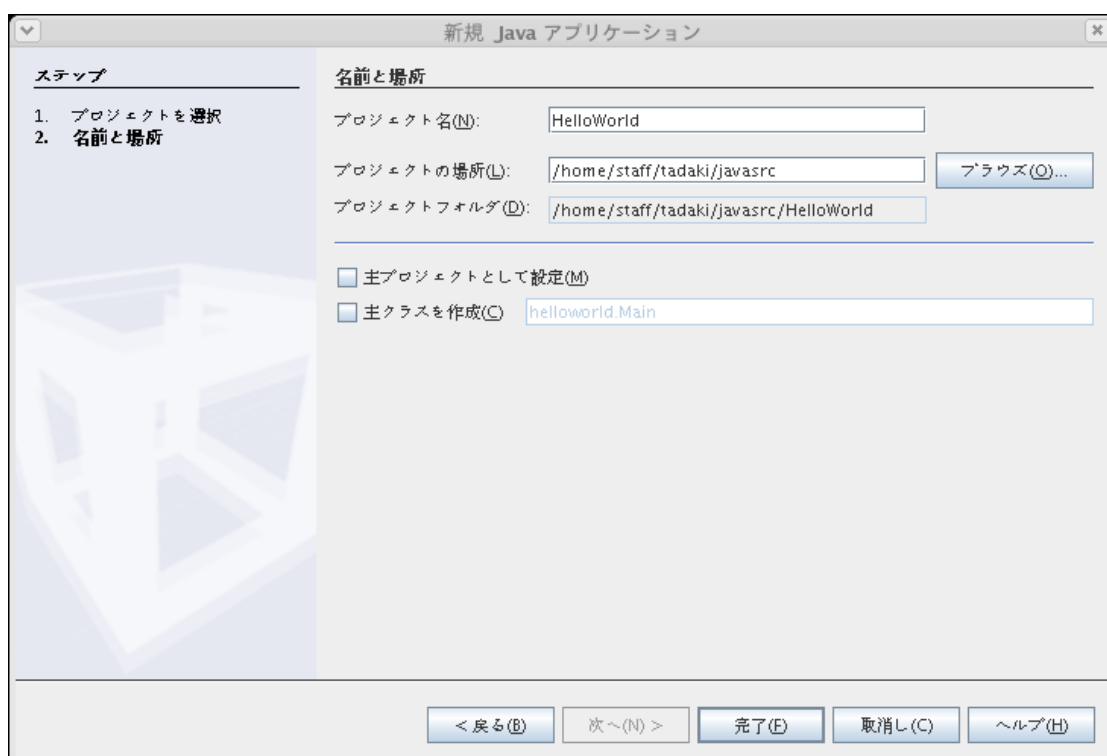 新規 Java アプリケーション
ステップ
1. プロジェクトを選択
2. 名前と場所
名前と場所
プロジェクト名(N): HelloWorld
プロジェクトの場所(L): /home/staff/tadaki/javasrc ブラウズ(O)...
プロジェクトフォルダ(D): /home/staff/tadaki/javasrc/HelloWorld
主プロジェクトとして設定(M)
主クラスを作成(C) helloworld.Main
< 戻る(B) 次へ(N) > 完了(F) 取消し(C) ヘルプ(H)